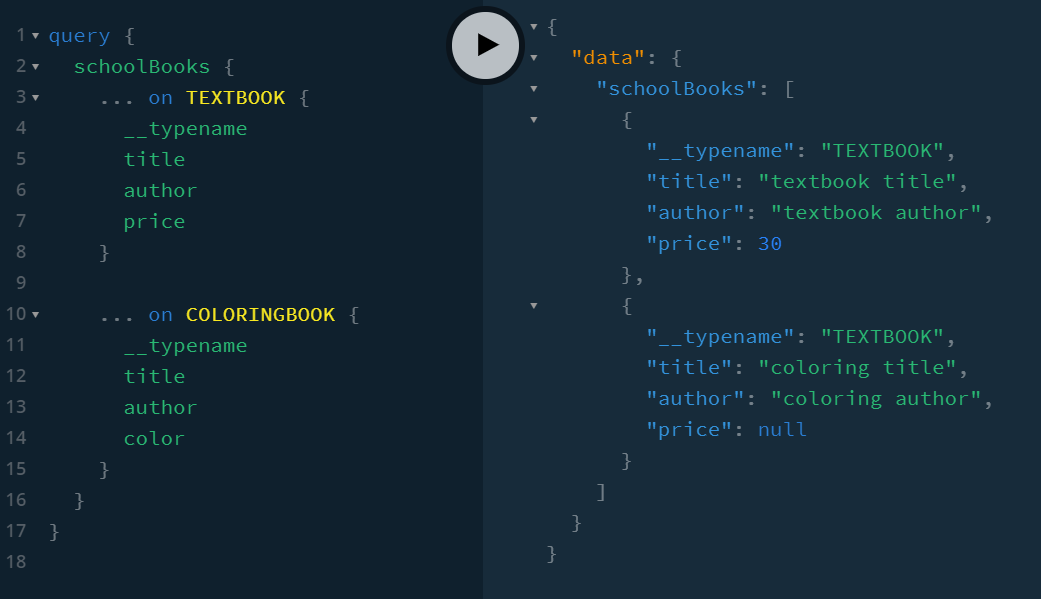 1 query {
2 schoolBooks {
3 ... on TEXTBOOK {
4 __typename
5 title
6 author
7 price
8 }
9
10 ... on COLORINGBOOK {
11 __typename
12 title
13 author
14 color
15 }
16 }
17 }
18
{
"data": {
"schoolBooks": [
{
"__typename": "TEXTBOOK",
"title": "textbook title",
"author": "textbook author",
"price": 30
},
{
"__typename": "TEXTBOOK",
"title": "coloring title",
"author": "coloring author",
"price": null
}
]
}
}